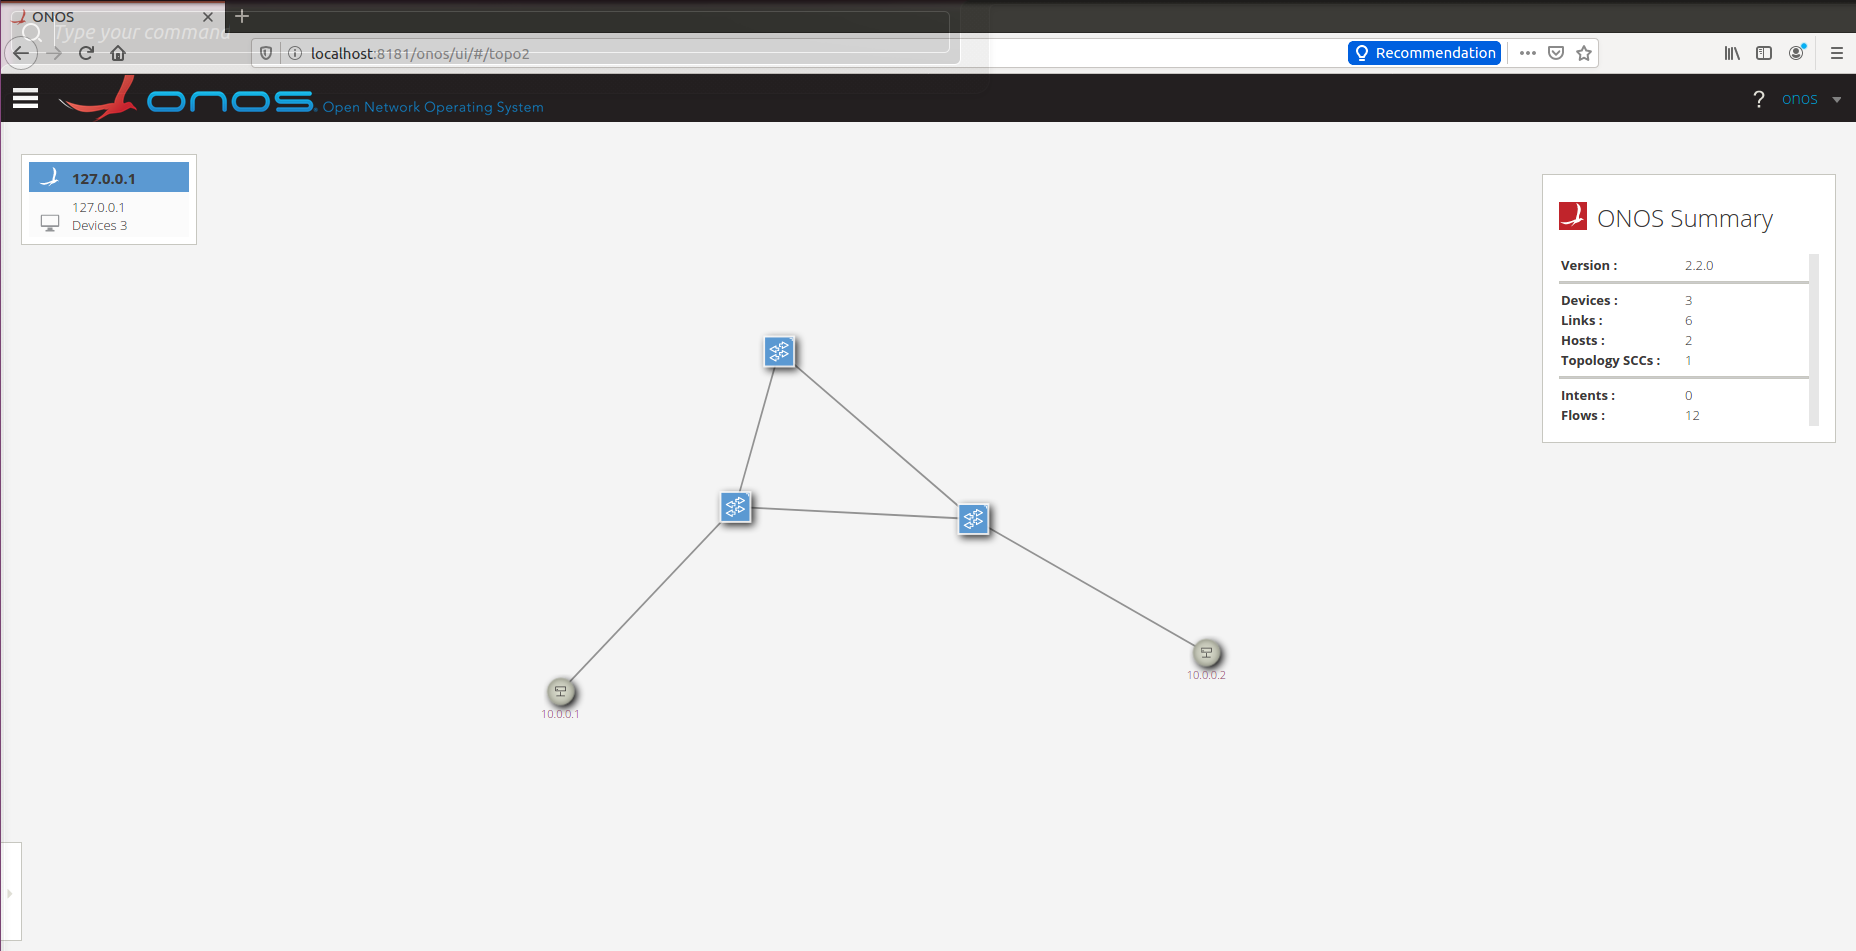 ONOS
Type your command
localhost:8181/onos/ui/#/topo2
Recommendation
onos Open Network Operating System
? onos
127.0.0.1
127.0.0.1
Devices 3
ONOS Summary
Version : 2.2.0
Devices : 3
Links : 6
Hosts : 2
Topology SCCs : 1
Intents : 0
Flows : 12
10.0.0.2
10.0.0.1